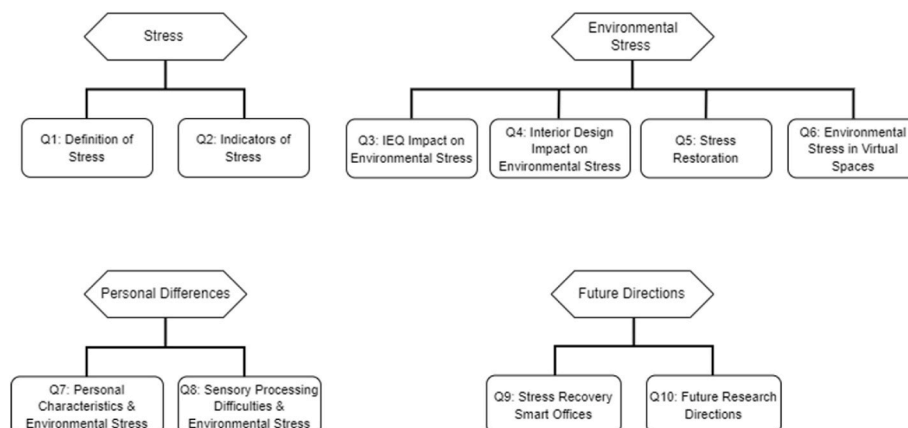 Stress
Environmental
Stress
Q1: Definition of
Stress
Q2: Indicators of
Stress
Q3: IEQ Impact on
Environmental Stress
Q4: Interior Design
Impact on
Environmental Stress
Q5: Stress
Restoration
Q6: Environmental
Stress in Virtual
Spaces
Personal Differences
Future Directions
Q7: Personal
Characteristics &
Environmental Stress
Q8: Sensory Processing
Difficulties &
Environmental Stress
Q9: Stress Recovery
Smart Offices
Q10: Future Research
Directions